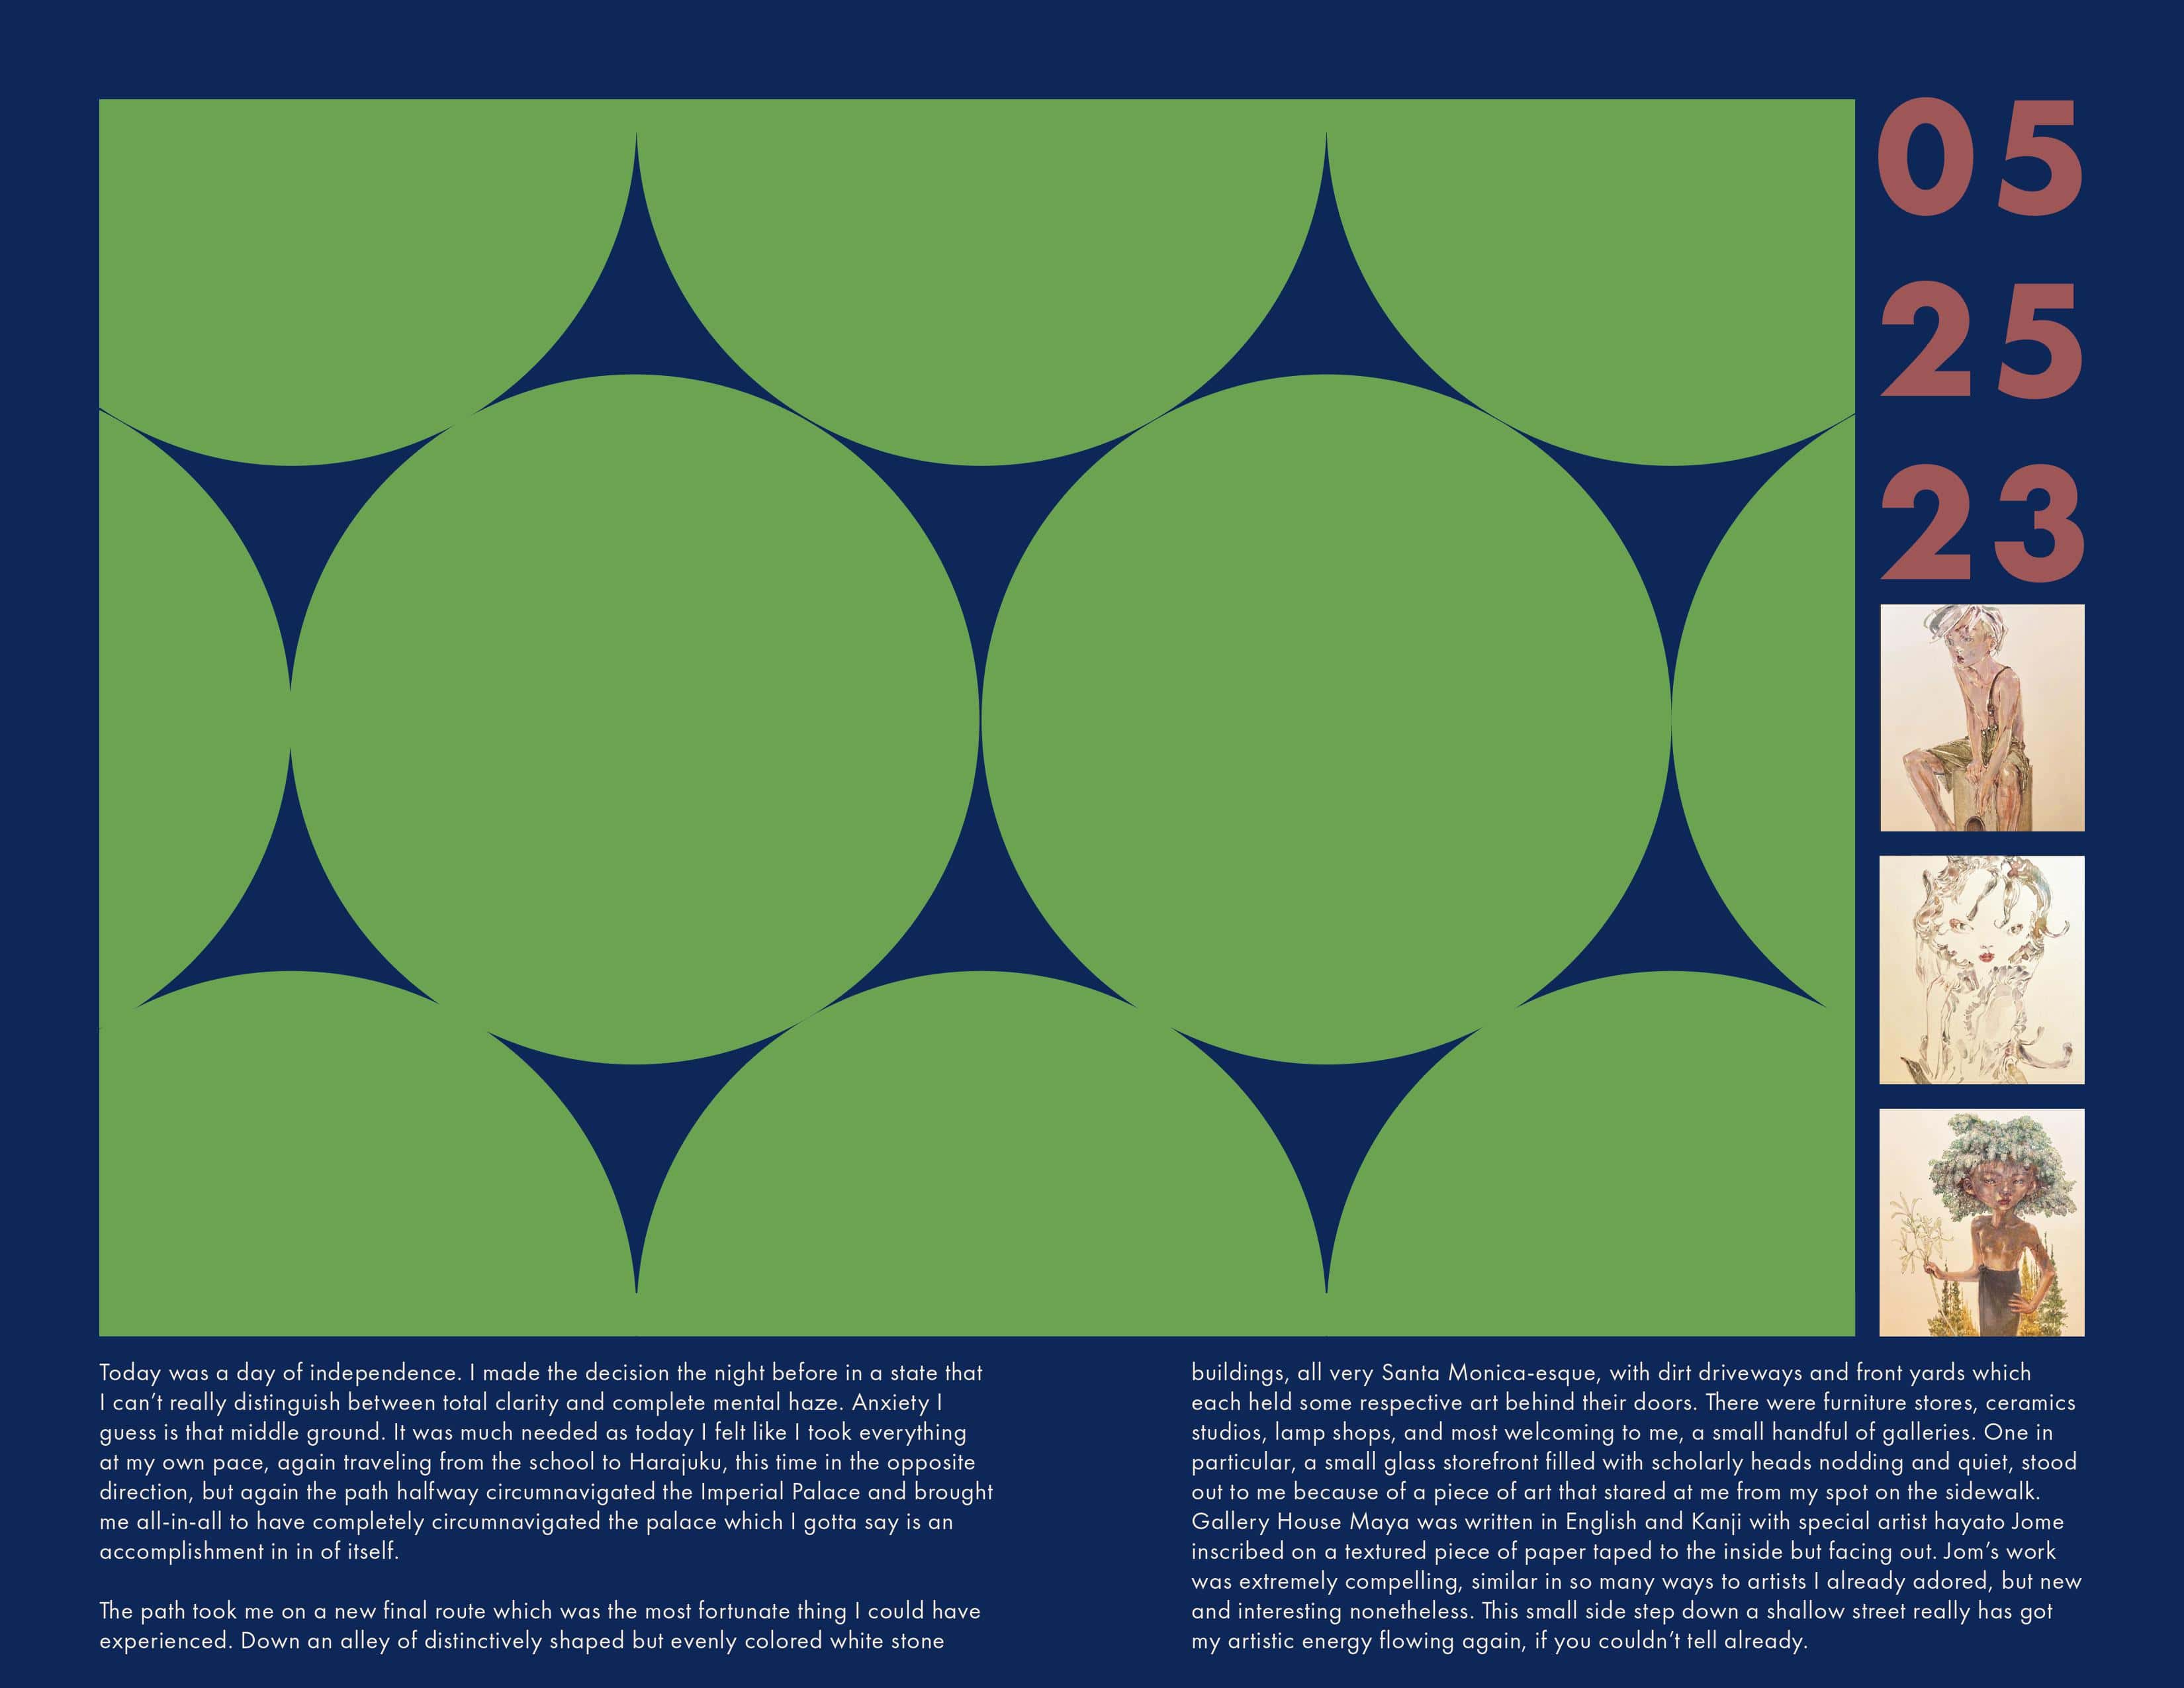 05
25
23
Today was a day of independence. I made the decision the night before in a state that
I can’t really distinguish between total clarity and complete mental haze. Anxiety I
guess is that middle ground. It was much needed as today I felt like I took everything
at my own pace, again traveling from the school to Harajuku, this time in the opposite
direction, but again the path halfway circumnavigated the Imperial Palace and brought
me all-in-all to have completely circumnavigated the palace which I gotta say is an
accomplishment in in of itself.
The path took me on a new final route which was the most fortunate thing I could have
experienced. Down an alley of distinctively shaped but evenly colored white stone
buildings, all very Santa Monica-esque, with dirt driveways and front yards which
each held some respective art behind their doors. There were furniture stores, ceramics
studios, lamp shops, and most welcoming to me, a small handful of galleries. One in
particular, a small glass storefront filled with scholarly heads nodding and quiet, stood
out to me because of a piece of art that stared at me from my spot on the sidewalk.
Gallery House Maya was written in English and Kanji with special artist hayato Jome
inscribed on a textured piece of paper taped to the inside but facing out. Jom’s work
was extremely compelling, similar in so many ways to artists I already adored, but new
and interesting nonetheless. This small side step down a shallow street really has got
my artistic energy flowing again, if you couldn’t tell already.